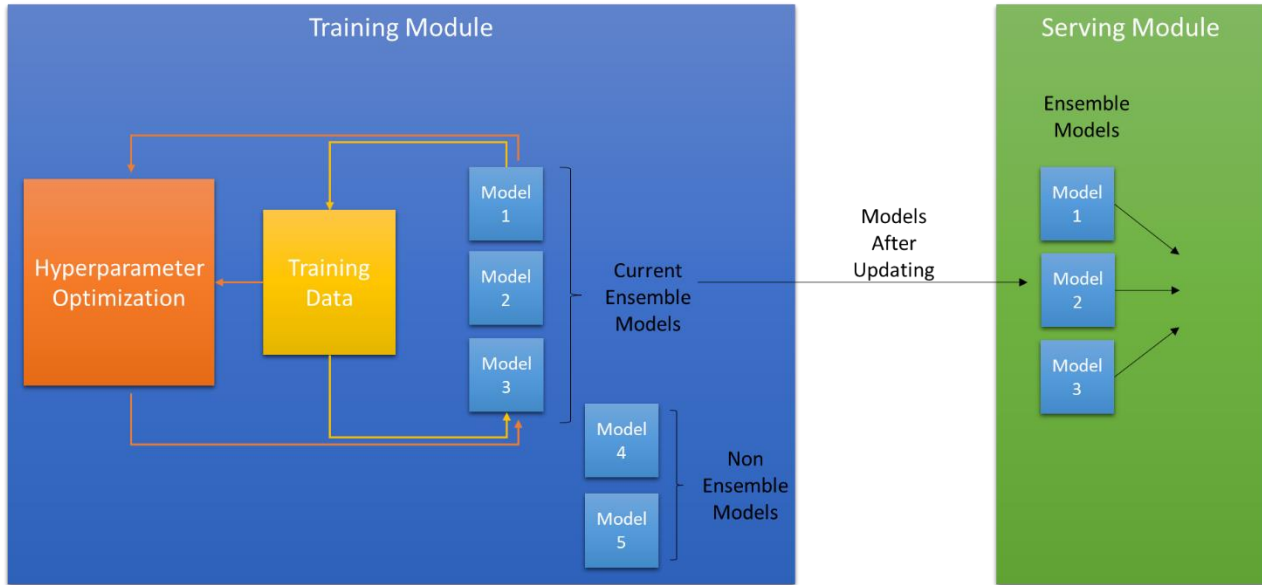 Training Module
Hyperparameter
Optimization
Training
Data
Model
1
Model
2
Model
3
Current
Ensemble
Models
Model
4
Model
5
Non
Ensemble
Models
Models
After
Updating
Serving Module
Ensemble
Models
Model
1
Model
2
Model
3